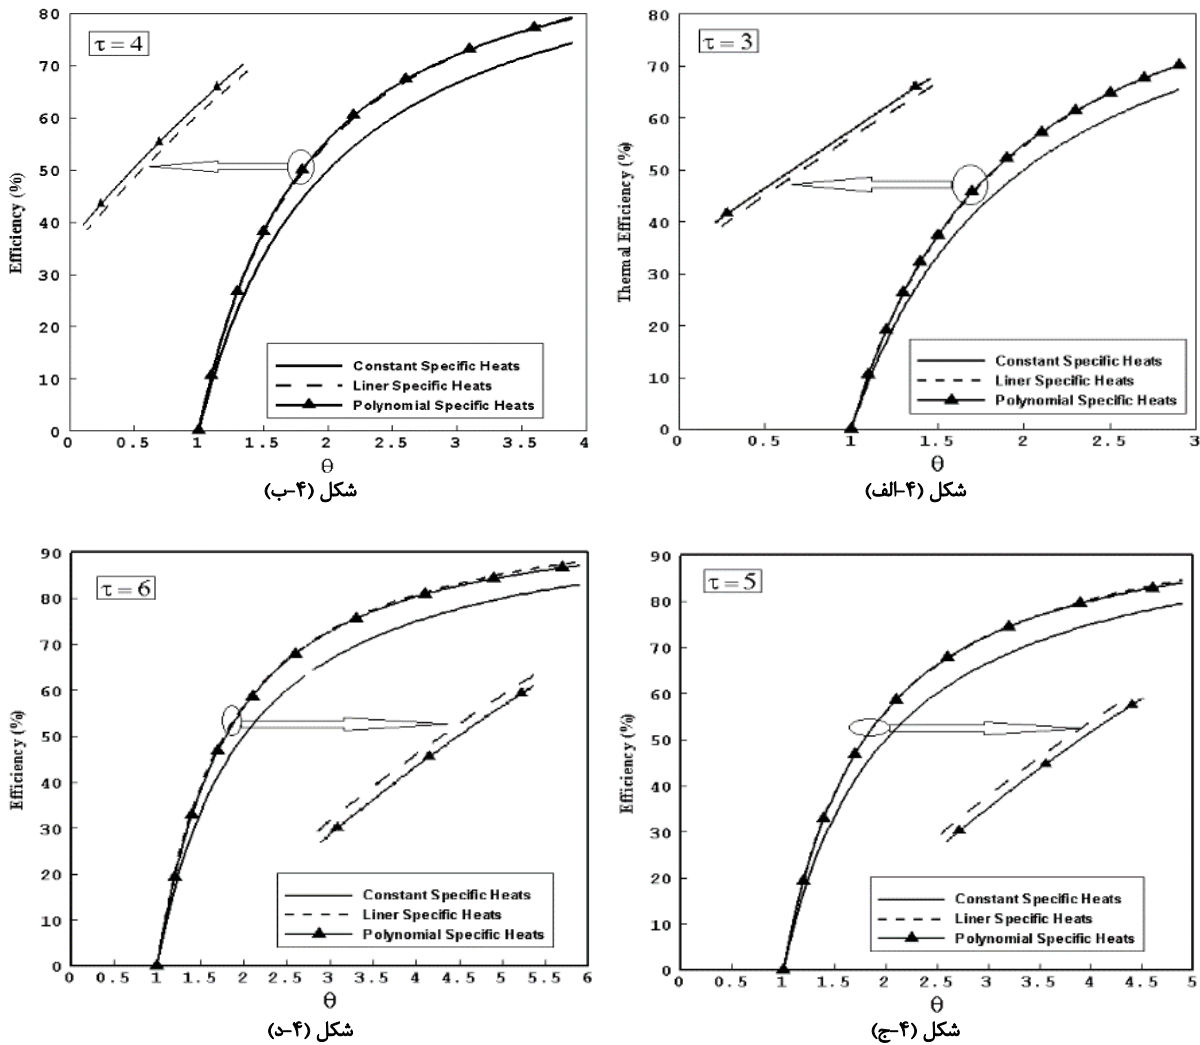 τ = 4
Efficiency (%)
80
70
60
50
40
30
20
10
0
0 0.5 1 1.5 2 2.5 3 3.5 4
Constant Specific Heats
Liner Specific Heats
Polynomial Specific Heats
θ
شکل (۴-ب)
τ = 3
Thermal Efficiency (%)
80
70
60
50
40
30
20
10
0
0 0.5 1 1.5 2 2.5 3
Constant Specific Heats
Liner Specific Heats
Polynomial Specific Heats
θ
شکل (۴-الف)
τ = 6
Efficiency (%)
90
80
70
60
50
40
30
20
10
0
0 0.5 1 1.5 2 2.5 3 3.5 4 4.5 5 5.5 6
Constant Specific Heats
Liner Specific Heats
Polynomial Specific Heats
θ
شکل (۴-د)
τ = 5
Efficiency (%)
90
80
70
60
50
40
30
20
10
0
0 0.5 1 1.5 2 2.5 3 3.5 4 4.5 5
Constant Specific Heats
Liner Specific Heats
Polynomial Specific Heats
θ
شکل (۴-ج)